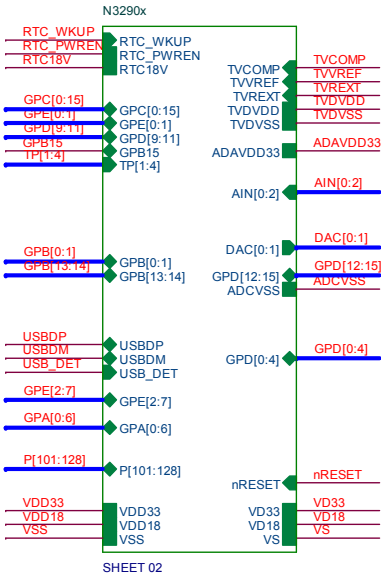 N3290x
RTC_WKUP RTC_WKUP
RTC_PWREN RTC_PWREN
RTC18V RTC18V
TVCOMP TVCOMP
TVVREF TVVREF
TVREXT TVREXT
TVDVDD TVDVDD
TVDVSS TVDVSS
GPC[0:15] GPC[0:15]
GPE[0:1] GPE[0:1]
GPD[9:11] GPD[9:11]
GPB15 GPB15
TP[1:4] TP[1:4]
ADAVDD33 ADAVDD33
AIN[0:2] AIN[0:2]
DAC[0:1] DAC[0:1]
GPB[0:1] GPB[0:1]
GPB[13:14] GPB[13:14]
GPD[12:15] GPD[12:15]
ADCVSS ADCVSS
USBDP USBDP
USBDM USBDM
USB_DET USB_DET
GPD[0:4] GPD[0:4]
GPE[2:7] GPE[2:7]
GPA[0:6] GPA[0:6]
P[101:128] P[101:128]
nRESET nRESET
VDD33 VDD33
VDD18 VDD18
VSS VSS
VD33 VD33
VD18 VD18
VS VS
SHEET 02